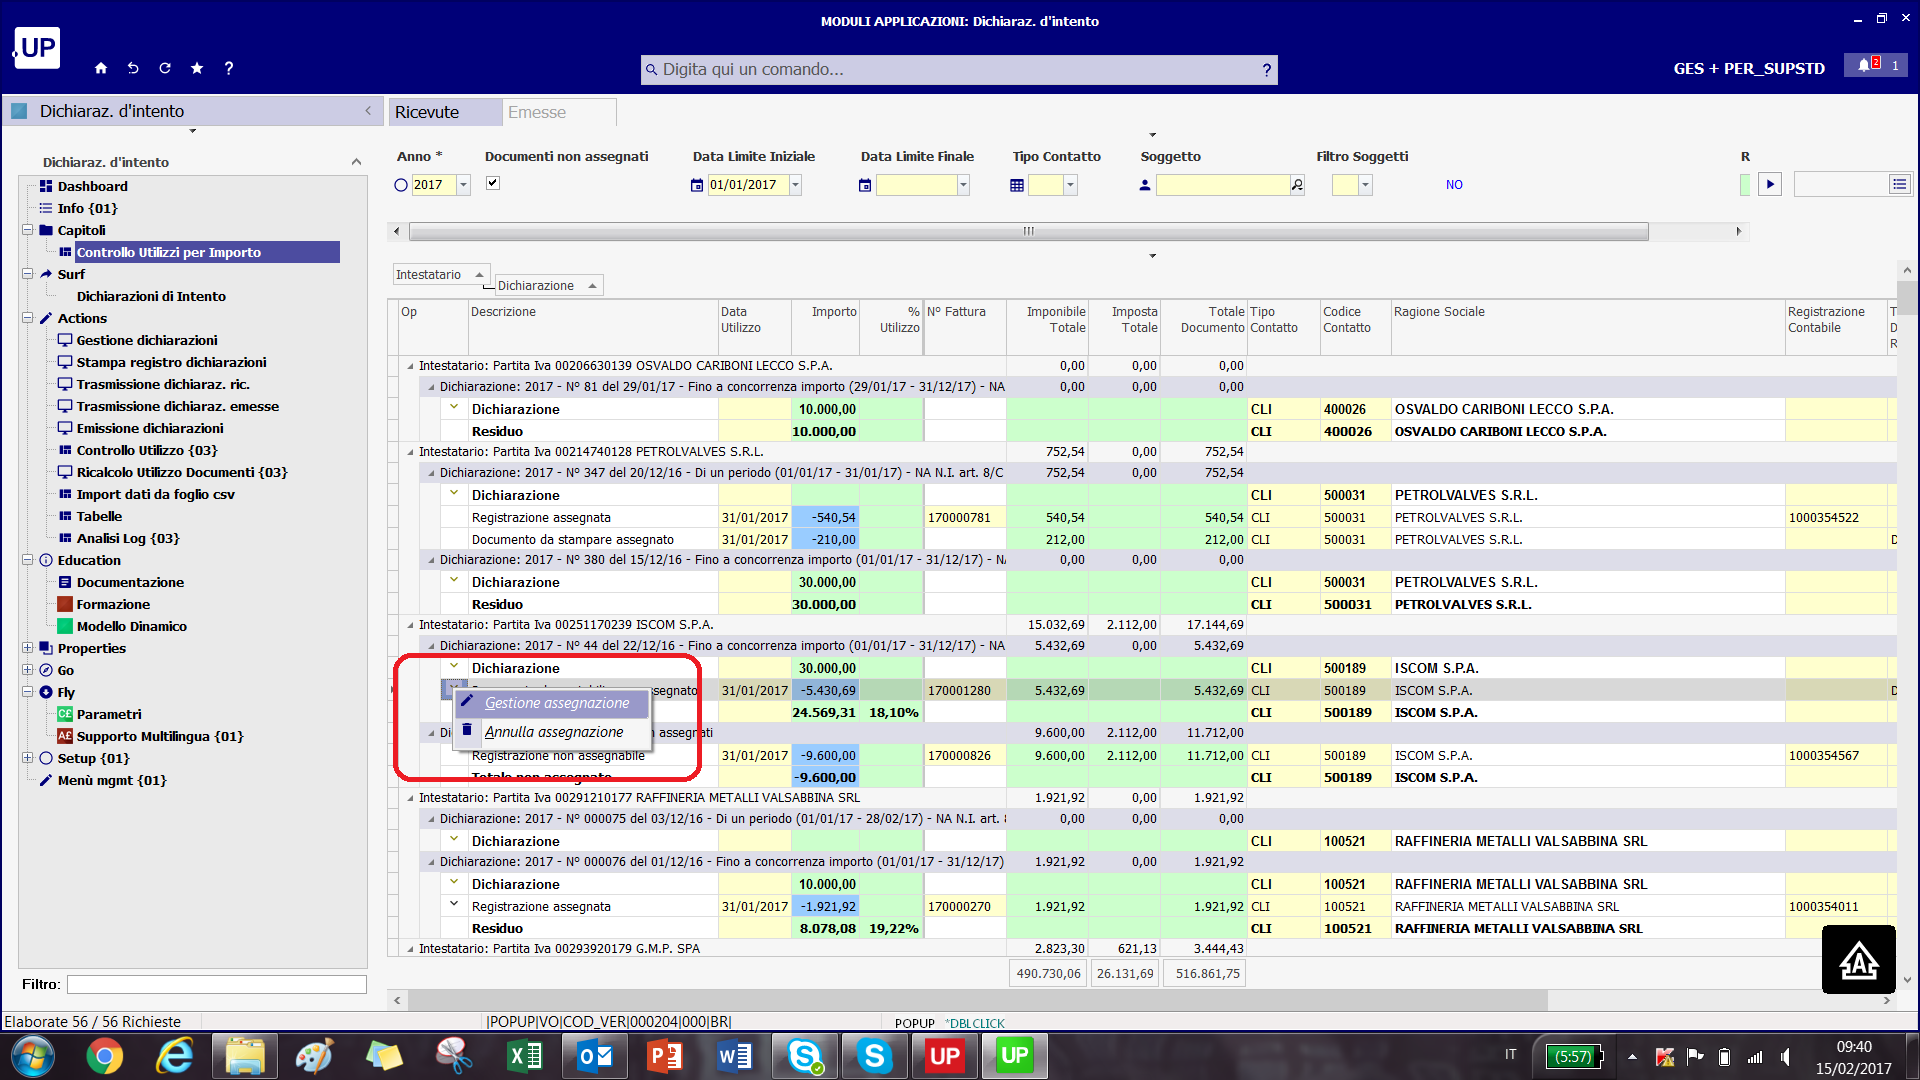 MODULI APPLICAZIONI: Dichiaraz. d'intento
UP
?
Digita qui un comando...
?
GES + PER_SUPSTD
2
1
Dichiaraz. d'intento
Ricevute
Emesse
Dichiaraz. d'intento
Dashboard
Info {01}
Capitoli
Controllo Utilizzi per Importo
Surf
Dichiarazioni di Intento
Actions
Gestione dichiarazioni
Stampa registro dichiarazioni
Trasmissione dichiaraz. ric.
Trasmissione dichiaraz. emesse
Emissione dichiarazioni
Controllo Utilizzo {03}
Ricalcolo Utilizzo Documenti {03}
Import dati da foglio csv
Tabelle
Analisi Log {03}
Education
Documentazione
Formazione
Modello Dinamico
Properties
Go
Fly
C£ Parametri
A£ Supporto Multilingua {01}
Setup {01}
Menù mgmt {01}
Filtro:
Anno * Documenti non assegnati Data Limite Iniziale Data Limite Finale Tipo Contatto Soggetto Filtro Soggetti R
2017 01/01/2017 NO
Intestatario
Dichiarazione
Op Descrizione Data Utilizzo Importo % Utilizzo N° Fattura Imponibile Totale Imposta Totale Totale Documento Tipo Contatto Codice Contatto Ragione Sociale Registrazione Contabile T D R
Intestatario: Partita Iva 00206630139 OSVALDO CARIBONI LECCO S.P.A. 0,00 0,00 0,00
Dichiarazione: 2017 - N° 81 del 29/01/17 - Fino a concorrenza importo (29/01/17 - 31/12/17) - NA 0,00 0,00 0,00
Dichiarazione 10.000,00 CLI 400026 OSVALDO CARIBONI LECCO S.P.A.
Residuo 10.000,00 CLI 400026 OSVALDO CARIBONI LECCO S.P.A.
Intestatario: Partita Iva 00214740128 PETROLVALVES S.R.L. 752,54 0,00 752,54
Dichiarazione: 2017 - N° 347 del 20/12/16 - Di un periodo (01/01/17 - 31/01/17) - NA N.I. art. 8/C 752,54 0,00 752,54
Dichiarazione CLI 500031 PETROLVALVES S.R.L.
Registrazione assegnata 31/01/2017 -540,54 170000781 540,54 540,54 CLI 500031 PETROLVALVES S.R.L. 1000354522
Documento da stampare assegnato 31/01/2017 -210,00 212,00 212,00 CLI 500031 PETROLVALVES S.R.L. D
Dichiarazione: 2017 - N° 380 del 15/12/16 - Fino a concorrenza importo (01/01/17 - 31/12/17) - N 0,00 0,00 0,00
Dichiarazione 30.000,00 CLI 500031 PETROLVALVES S.R.L.
Residuo 30.000,00 CLI 500031 PETROLVALVES S.R.L.
Intestatario: Partita Iva 00251170239 ISCOM S.P.A. 15.032,69 2.112,00 17.144,69
Dichiarazione: 2017 - N° 44 del 22/12/16 - Fino a concorrenza importo (01/01/17 - 31/12/17) - NA 5.432,69 0,00 5.432,69
Dichiarazione 30.000,00 CLI 500189 ISCOM S.P.A.
ssegnato 31/01/2017 -5.430,69 170001280 5.432,69 5.432,69 CLI 500189 ISCOM S.P.A. D
Gestione assegnazione
24.569,31 18,10% CLI 500189 ISCOM S.P.A.
Annulla assegnazione
Di n assegnati 9.600,00 2.112,00 11.712,00
Registrazione non assegnabile 31/01/2017 -9.600,00 170000826 9.600,00 2.112,00 11.712,00 CLI 500189 ISCOM S.P.A. 1000354567
Totale non assegnato -9.600,00 CLI 500189 ISCOM S.P.A.
Intestatario: Partita Iva 00291210177 RAFFINERIA METALLI VALSABBINA SRL 1.921,92 0,00 1.921,92
Dichiarazione: 2017 - N° 000075 del 03/12/16 - Di un periodo (01/01/17 - 28/02/17) - NA N.I. art. 8 0,00 0,00 0,00
Dichiarazione CLI 100521 RAFFINERIA METALLI VALSABBINA SRL
Dichiarazione: 2017 - N° 000076 del 01/12/16 - Fino a concorrenza importo (01/01/17 - 31/12/17) 1.921,92 0,00 1.921,92
Dichiarazione 10.000,00 CLI 100521 RAFFINERIA METALLI VALSABBINA SRL
Registrazione assegnata 31/01/2017 -1.921,92 170000270 1.921,92 1.921,92 CLI 100521 RAFFINERIA METALLI VALSABBINA SRL 1000354011
Residuo 8.078,08 19,22% CLI 100521 RAFFINERIA METALLI VALSABBINA SRL
Intestatario: Partita Iva 00293920179 G.M.P. SPA 2.823,30 621,13 3.444,43
490.730,06 26.131,69 516.861,75
A
Elaborate 56 / 56 Richieste |POPUP|VO|COD_VER|000204|000|BR| POPUP *DBLCLICK
UP UP IT (5:57) 09:40
15/02/2017